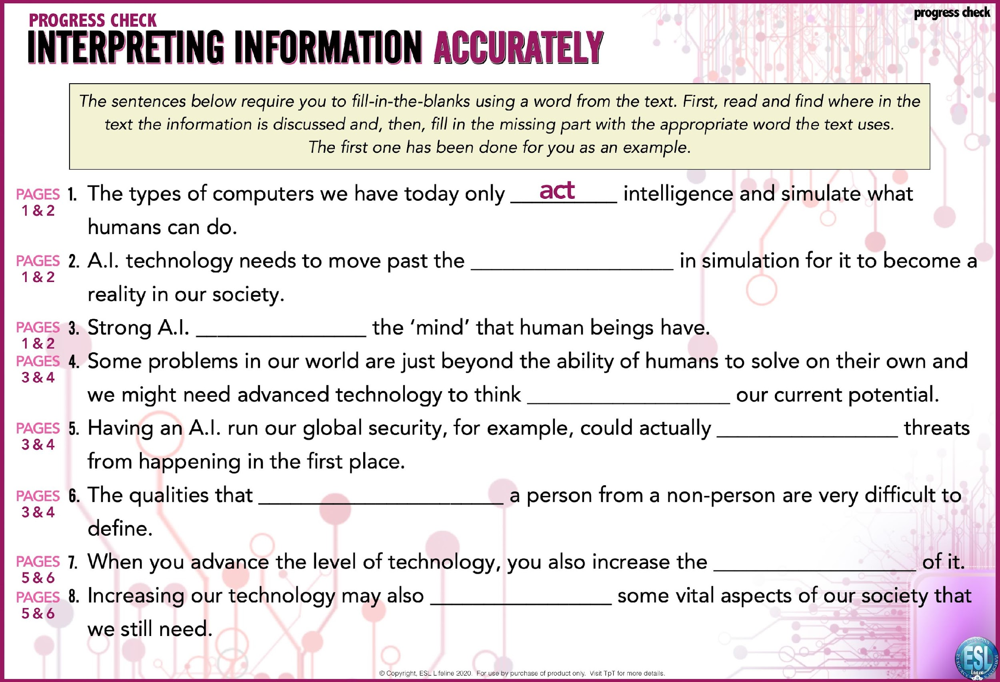 progress check
PROGRESS CHECK
INTERPRETING INFORMATION ACCURATELY
The sentences below require you to fill-in-the-blanks using a word from the text. First, read and find where in the
text the information is discussed and, then, fill in the missing part with the appropriate word the text uses.
The first one has been done for you as an example.
PAGES 1. The types of computers we have today only ___act___ intelligence and simulate what
1 & 2
humans can do.
PAGES 2. A.I. technology needs to move past the ___________________ in simulation for it to become a
1 & 2
reality in our society.
PAGES 3. Strong A.I. ________________ the ‘mind’ that human beings have.
1 & 2
PAGES 4. Some problems in our world are just beyond the ability of humans to solve on their own and
3 & 4
we might need advanced technology to think ___________________ our current potential.
PAGES 5. Having an A.I. run our global security, for example, could actually _________________ threats
3 & 4
from happening in the first place.
PAGES 6. The qualities that _______________________ a person from a non-person are very difficult to
3 & 4
define.
PAGES 7. When you advance the level of technology, you also increase the ___________________ of it.
5 & 6
PAGES 8. Increasing our technology may also _________________ some vital aspects of our society that
5 & 6
we still need.
© Copyright, ESL Lifeline 2020. For use by purchase of product only. Visit TpT for more details.
LESSONS
ESL
LifeLine
RESOURCES
MATERIALS